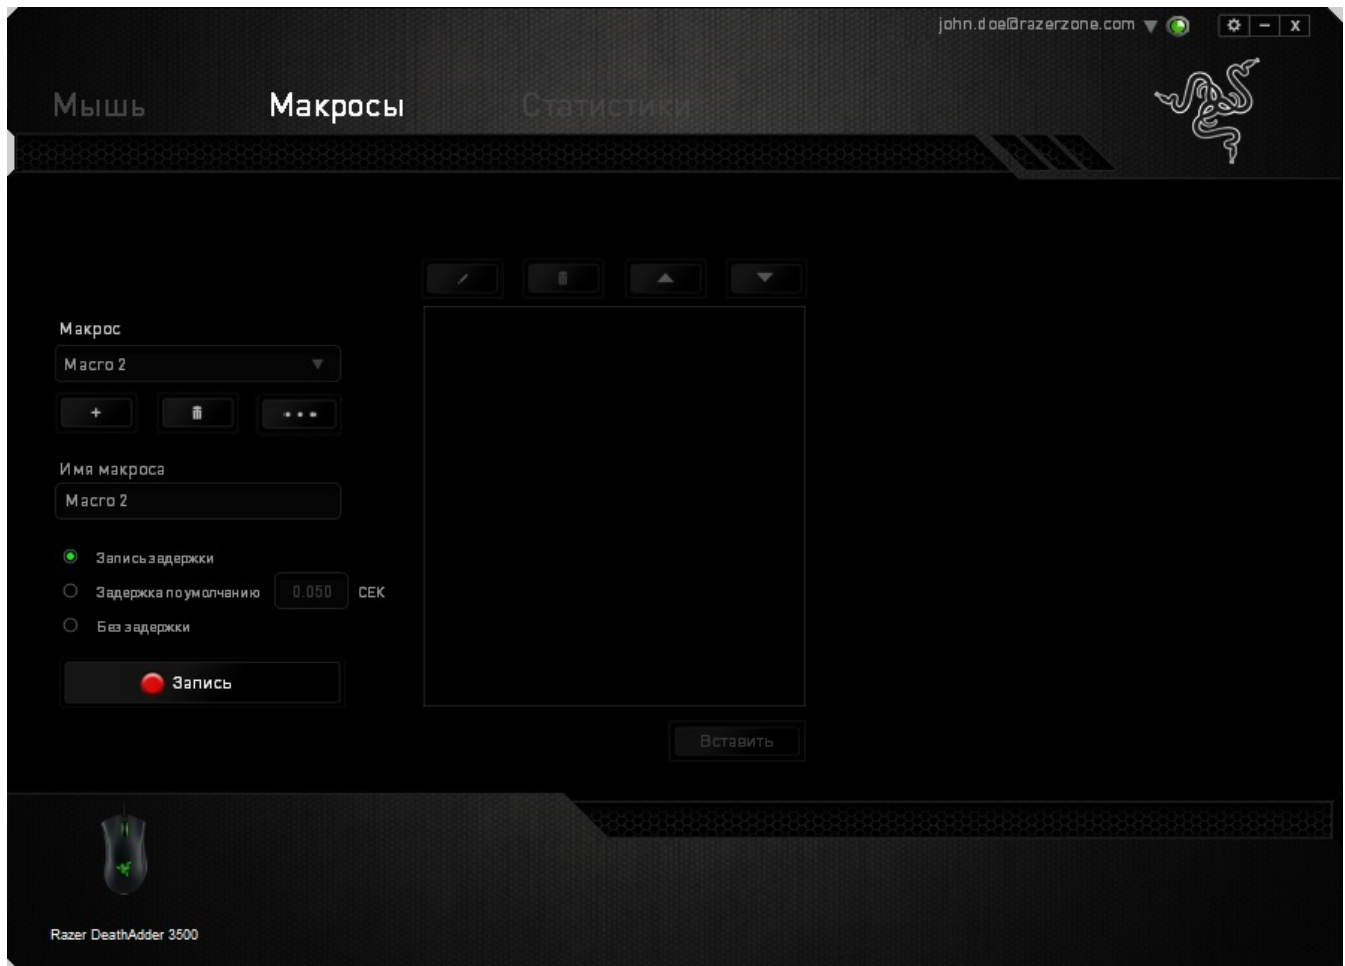 john.doe@razerzone.com
Мышь Макросы Статистики
Макрос
Macro 2
Имя макроса
Macro 2
Запись задержки
Задержка по умолчанию 0.050 СЕК
Без задержки
Запись
Вставить
Razer DeathAdder 3500